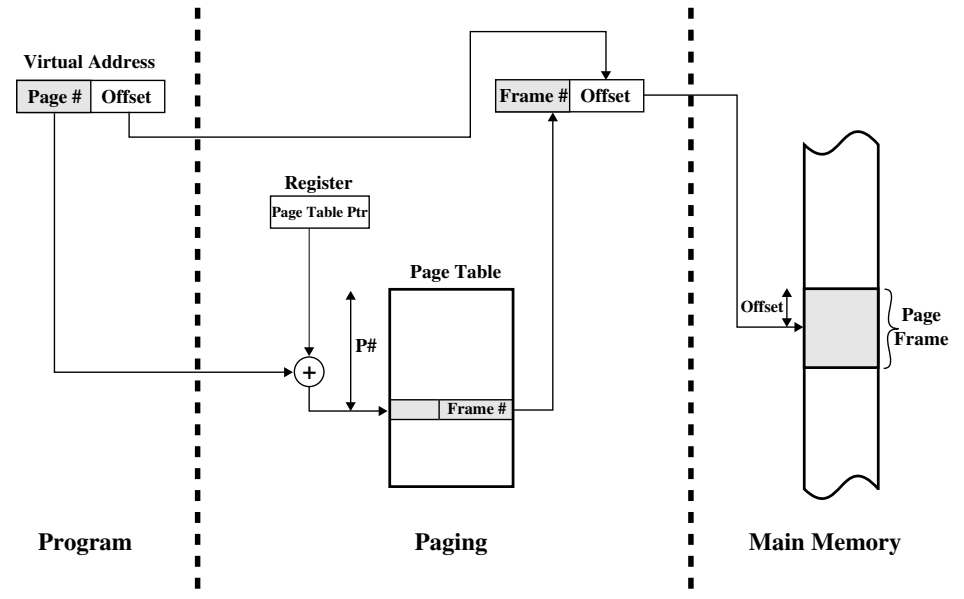 Virtual Address
Page # Offset
Frame # Offset
Register
Page Table Ptr
Page Table
Offset
Page
Frame
P#
+
Frame #
Program
Paging
Main Memory